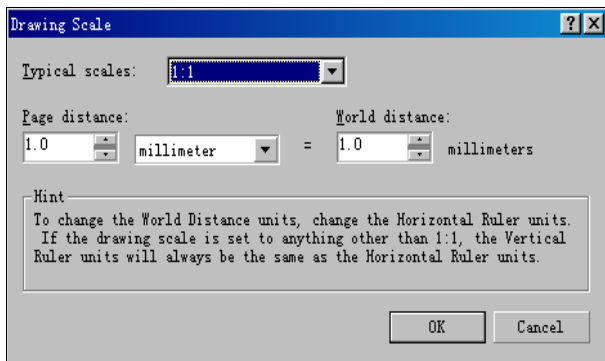 Drawing Scale
Typical scales: 1:1
Page distance: World distance:
1.0 millimeter = 1.0 millimeters
Hint
To change the World Distance units, change the Horizontal Ruler units.
If the drawing scale is set to anything other than 1:1, the Vertical
Ruler units will always be the same as the Horizontal Ruler units.
OK Cancel